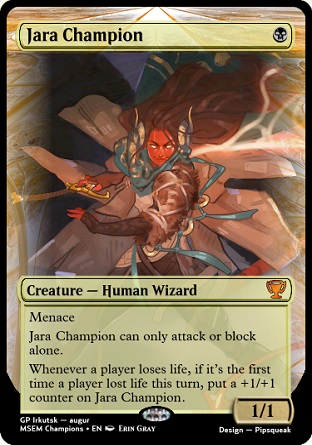 Jara Champion
Creature — Human Wizard
Menace
Jara Champion can only attack or block
alone.
Whenever a player loses life, if it's the first
time a player lost life this turn, put a +1/+1
counter on Jara Champion.
1/1
GP Irkutsk — augur
MSEM Champions • EN Erin Gray
Design — Pipsqueak